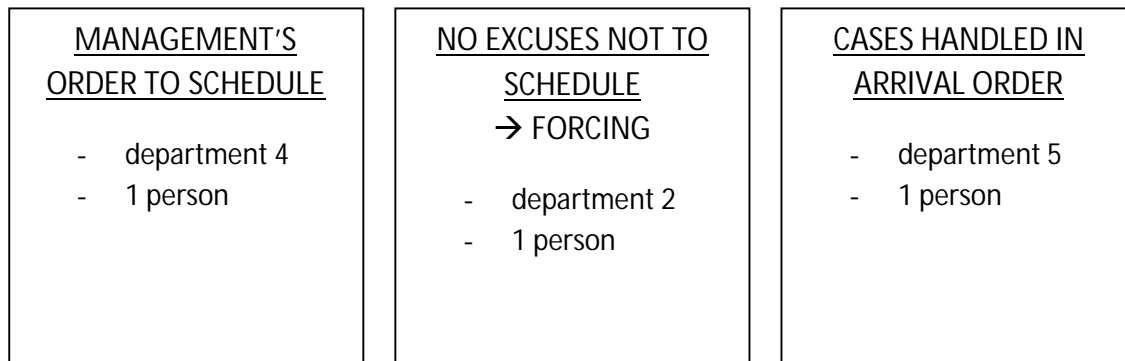 MANAGEMENT'S
ORDER TO SCHEDULE
- department 4
- 1 person
NO EXCUSES NOT TO
SCHEDULE
→ FORCING
- department 2
- 1 person
CASES HANDLED IN
ARRIVAL ORDER
- department 5
- 1 person